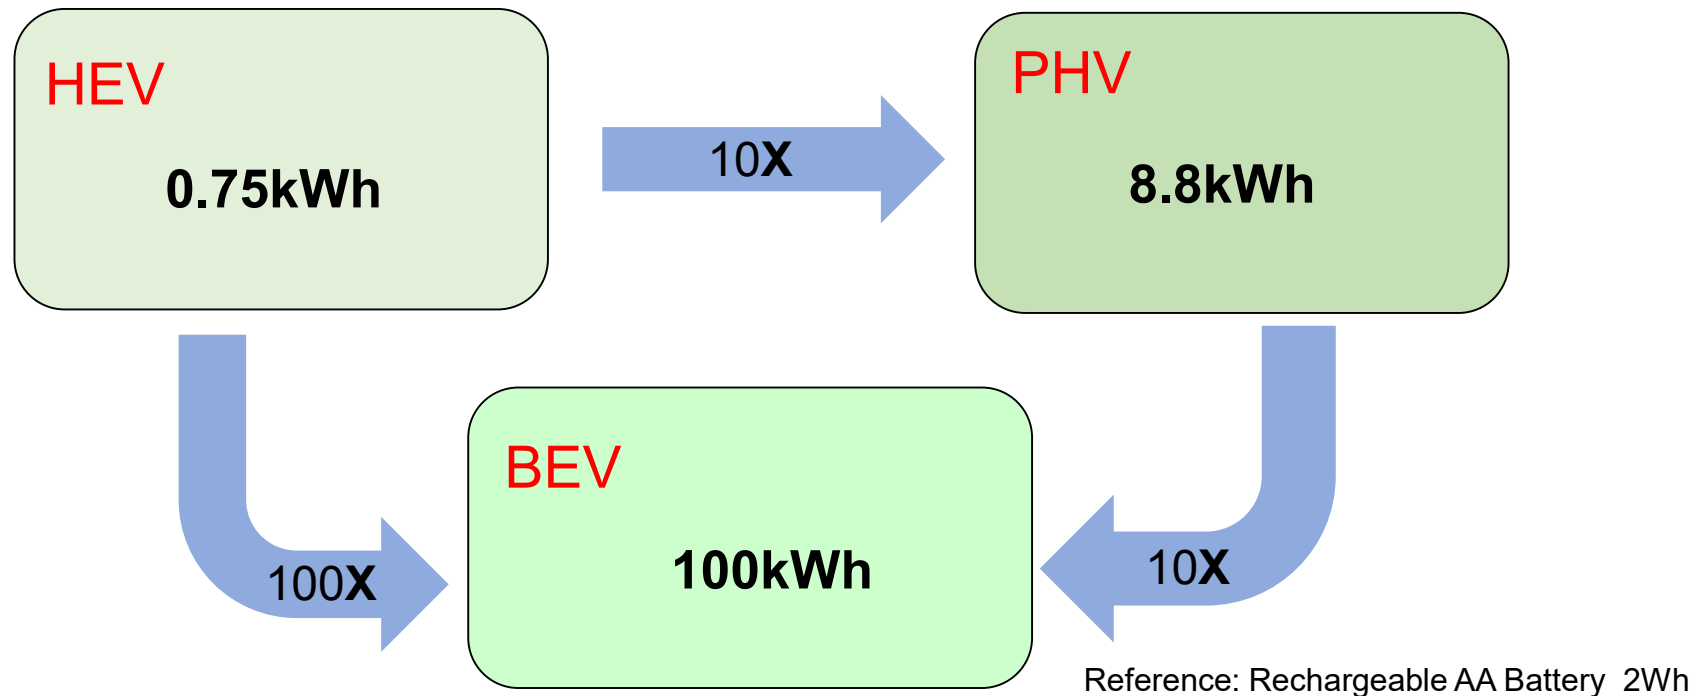 HEV
0.75kWh
10X
PHV
8.8kWh
100X
BEV
100kWh
10X
Reference: Rechargeable AA Battery  2Wh